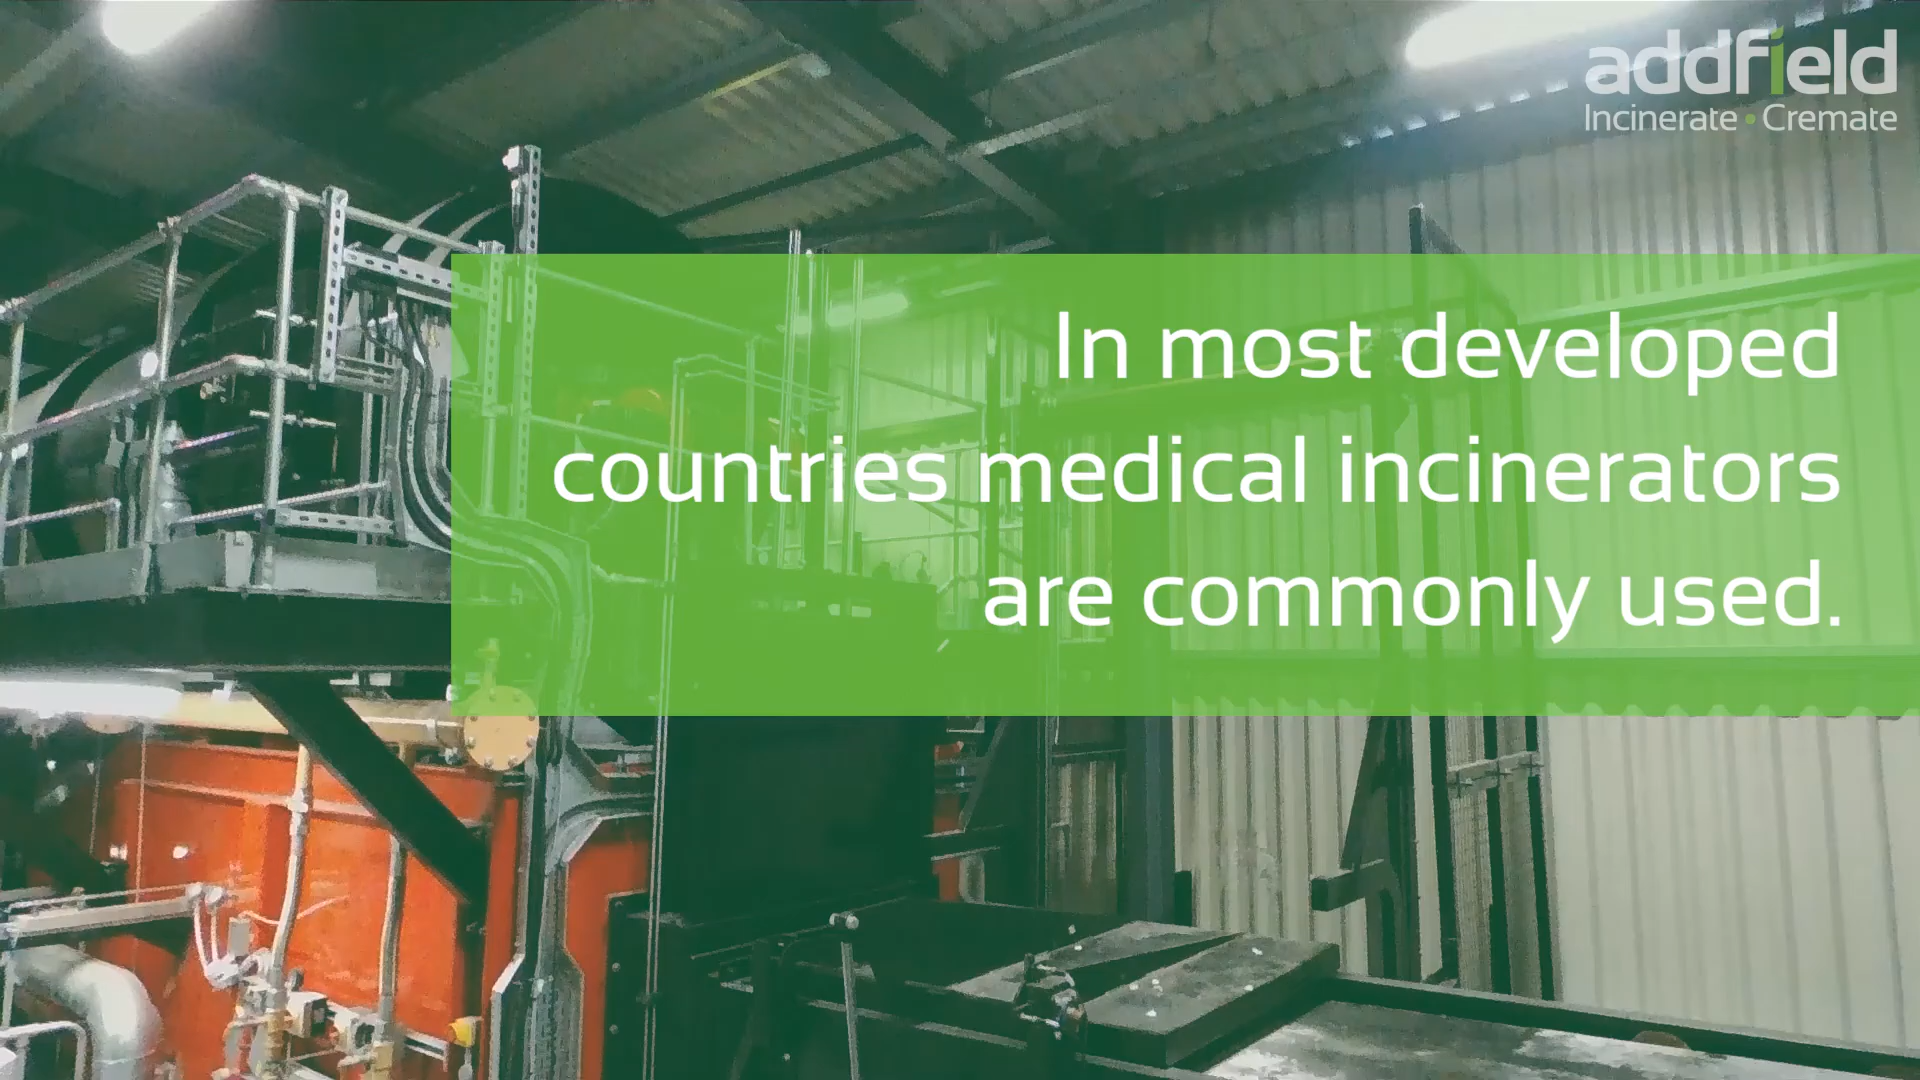 addfield
Incinerate • Cremate
In most developed
countries medical incinerators
are commonly used.